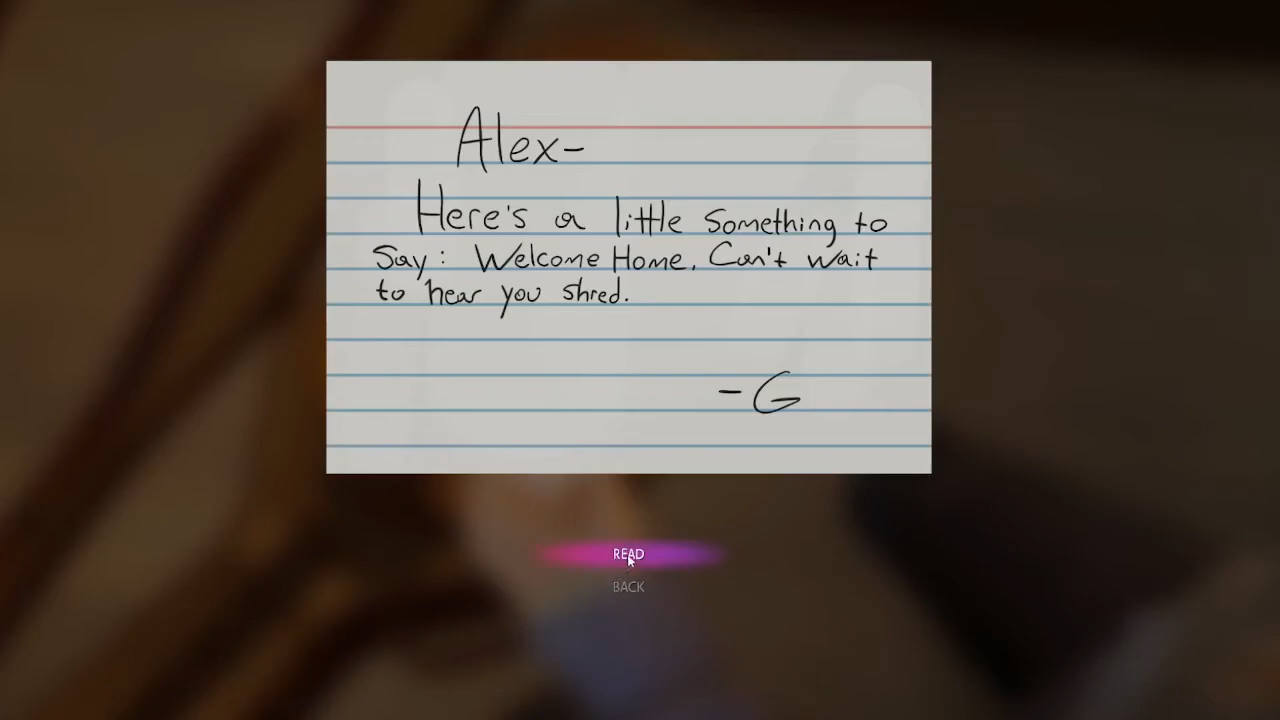 Alex-
Here's a little something to
Say: Welcome Home. Can't wait
to hear you shred.
-G
READ
BACK